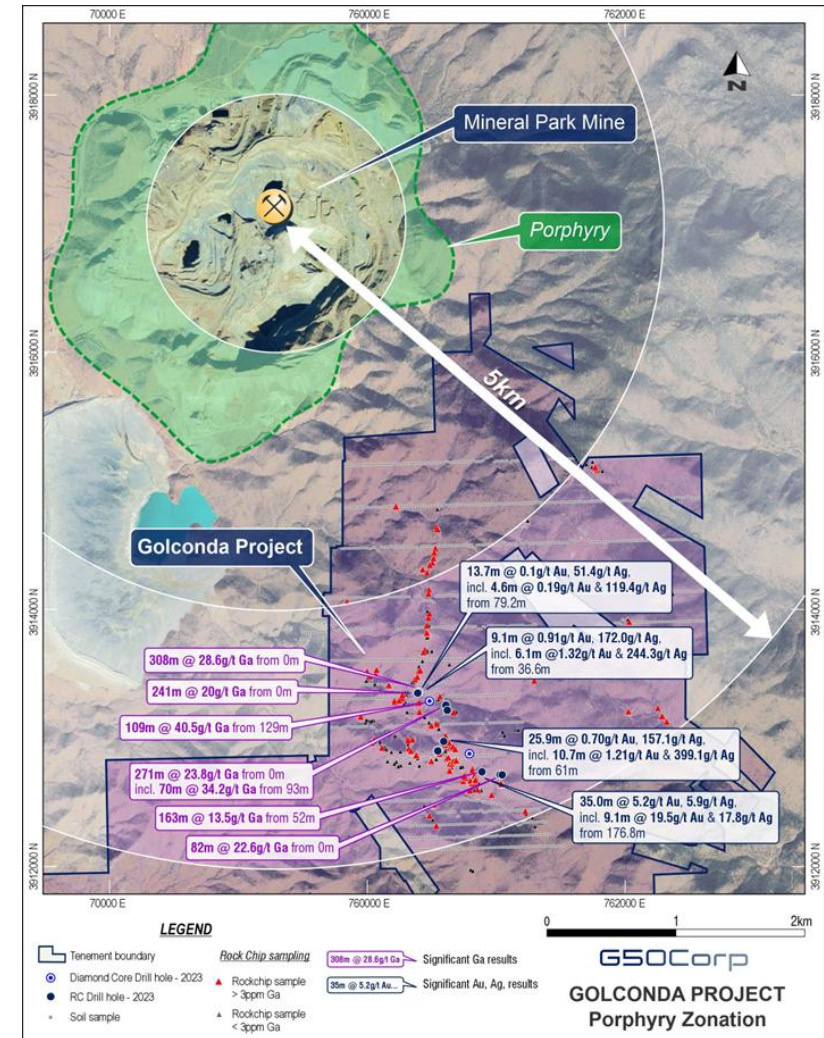 70000 E
760000 E
762000 E
3918000 N
3918000 N
N
Mineral Park Mine
Porphyry
3916000 N
3916000 N
5km
Golconda Project
13.7m @ 0.1g/t Au, 51.4g/t Ag,
incl. 4.6m @ 0.19g/t Au & 119.4g/t Ag
from 79.2m
3914000 N
3914000 N
9.1m @ 0.91g/t Au, 172.0g/t Ag,
incl. 6.1m @1.32g/t Au & 244.3g/t Ag
from 36.6m
308m @ 28.6g/t Ga from 0m
241m @ 20g/t Ga from 0m
109m @ 40.5g/t Ga from 129m
25.9m @ 0.70g/t Au, 157.1g/t Ag,
incl. 10.7m @ 1.21g/t Au & 399.1g/t Ag
from 61m
271m @ 23.8g/t Ga from 0m
incl. 70m @ 34.2g/t Ga from 93m
35.0m @ 5.2g/t Au, 5.9g/t Ag,
incl. 9.1m @ 19.5g/t Au & 17.8g/t Ag
from 176.8m
163m @ 13.5g/t Ga from 52m
82m @ 22.6g/t Ga from 0m
3912000 N
3912000 N
70000 E
760000 E
762000 E
LEGEND
Tenement boundary
Diamond Core Drill hole - 2023
RC Drill hole - 2023
Soil sample
Rock Chip sampling
Rockchip sample
> 3ppm Ga
Rockchip sample
< 3ppm Ga
308m @ 28.6g/t Ga
Significant Ga results
35m @ 5.2g/t Au...
Significant Au, Ag, results
0 1 2km
G50Corp
GOLCONDA PROJECT
Porphyry Zonation